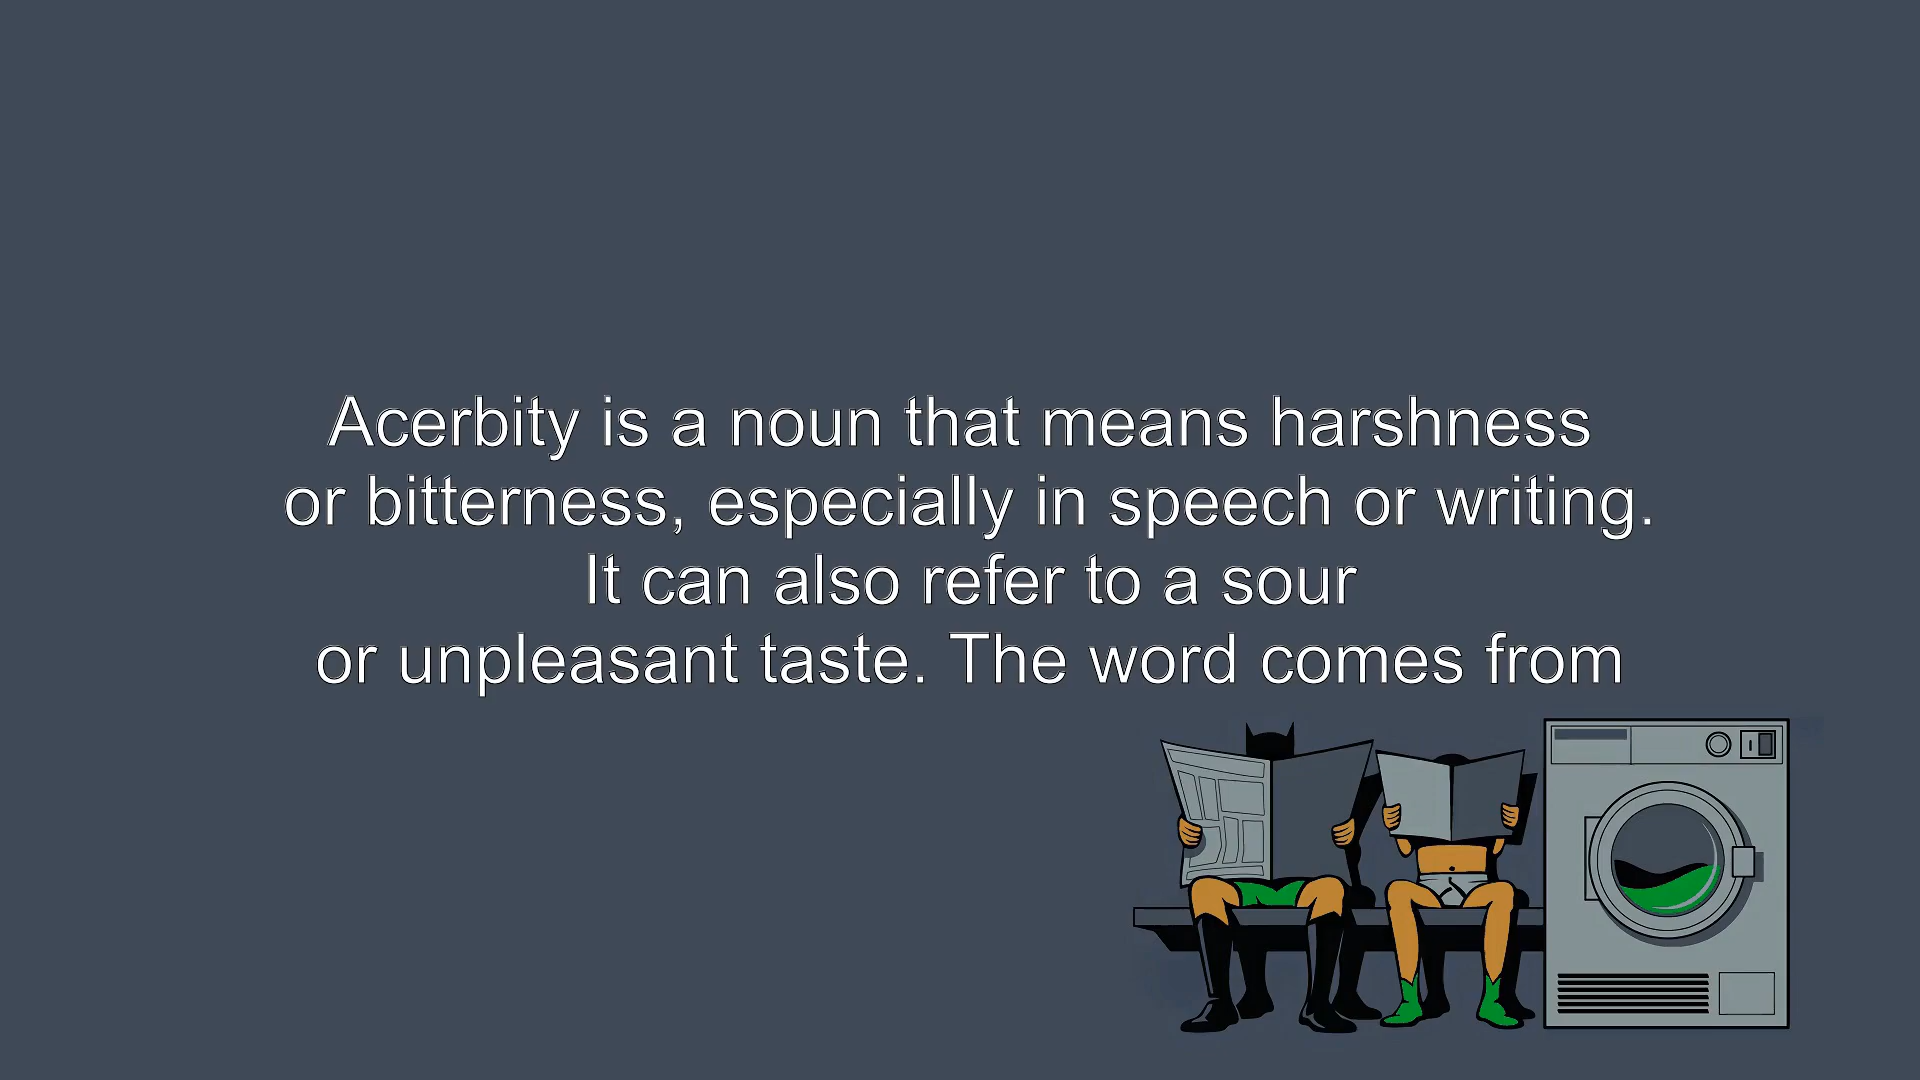 Acerbity is a noun that means harshness
or bitterness, especially in speech or writing.
It can also refer to a sour
or unpleasant taste. The word comes from